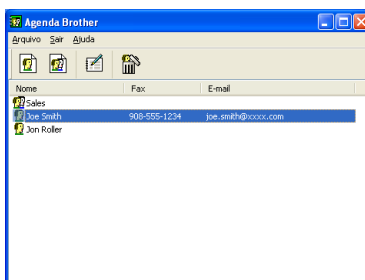 Agenda Brother
Arquivo Sair Ajuda
Nome Fax E-mail
Sales
Joe Smith 908-555-1234 joe.smith@xxxx.com
Jon Roller